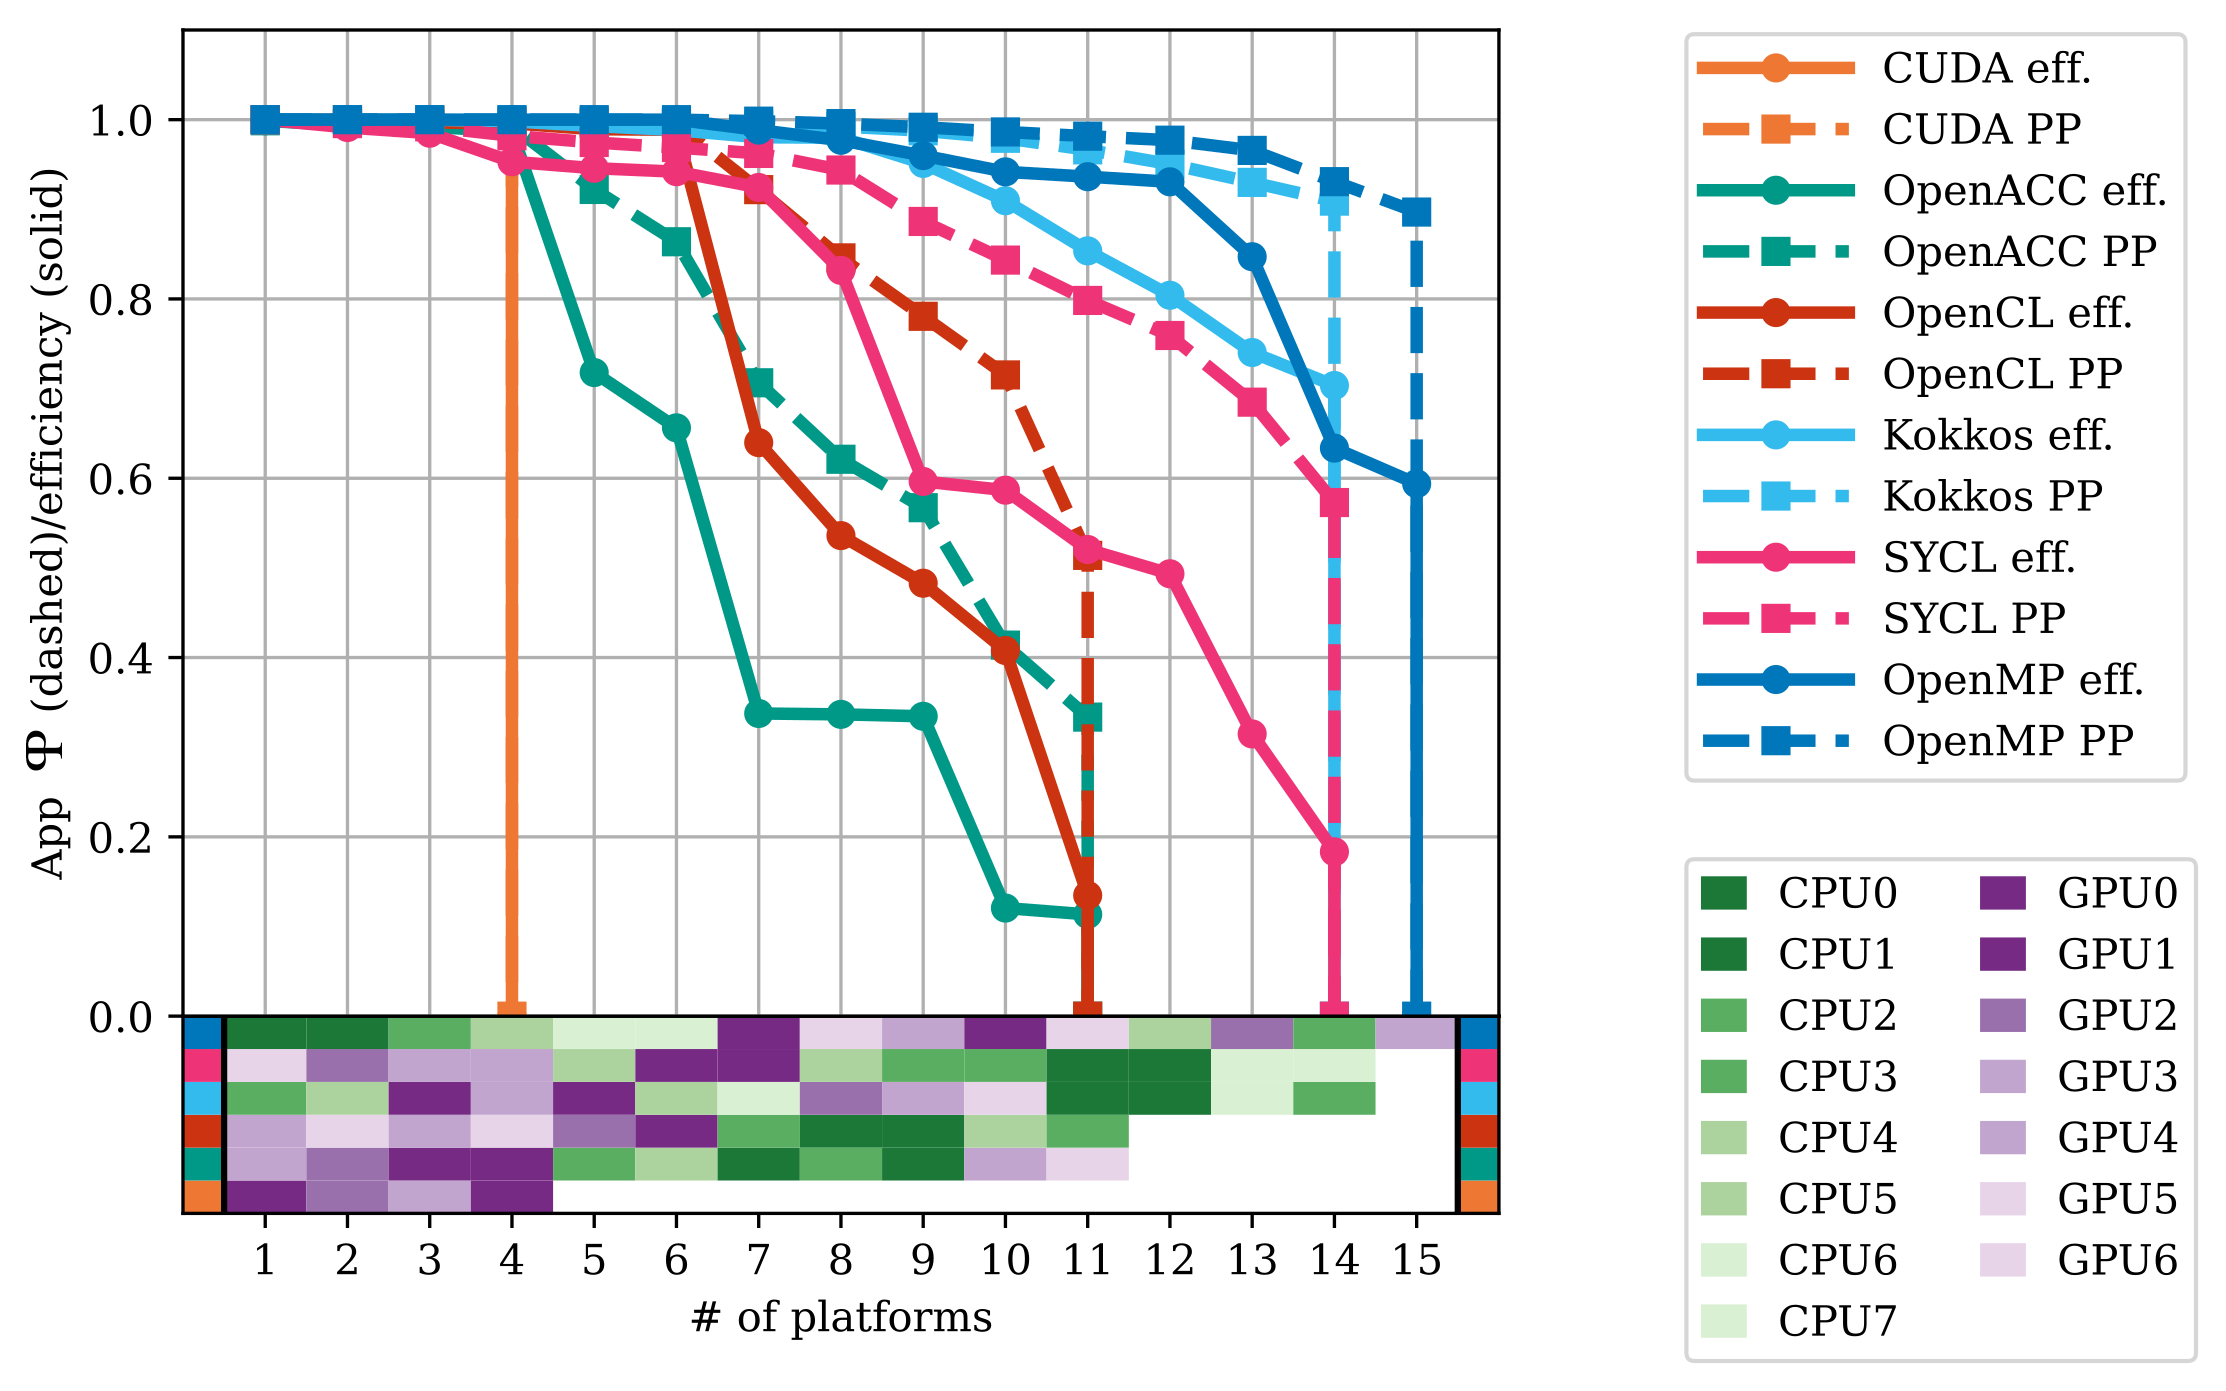 App ꟼ (dashed)/efficiency (solid)
1.0
0.8
0.6
0.4
0.2
0.0
1 2 3 4 5 6 7 8 9 10 11 12 13 14 15
# of platforms
CUDA eff.
CUDA PP
OpenACC eff.
OpenACC PP
OpenCL eff.
OpenCL PP
Kokkos eff.
Kokkos PP
SYCL eff.
SYCL PP
OpenMP eff.
OpenMP PP
CPU0 GPU0
CPU1 GPU1
CPU2 GPU2
CPU3 GPU3
CPU4 GPU4
CPU5 GPU5
CPU6 GPU6
CPU7